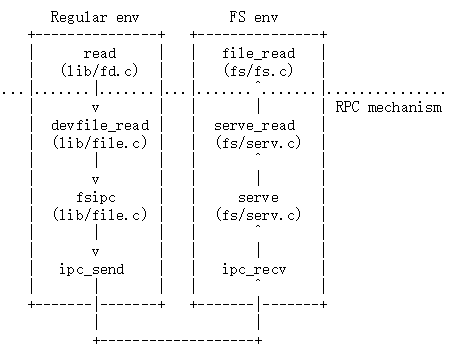 Regular env FS env
read file_read
(lib/fd.c) (fs/fs.c)
RPC mechanism
devfile_read serve_read
(lib/file.c) (fs/serv.c)
fsipc serve
(lib/file.c) (fs/serv.c)
ipc_send ipc_recv